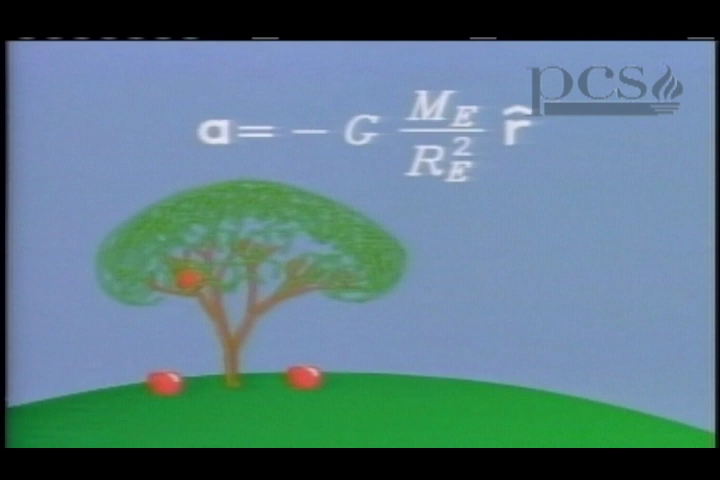 pcs
a = − G M_E / R_E^2 r̂